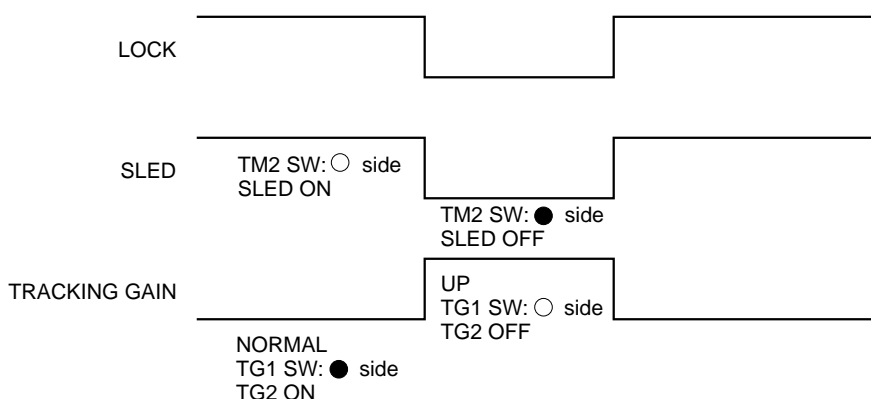 LOCK
SLED
TM2 SW: ○ side
SLED ON
TM2 SW: ● side
SLED OFF
TRACKING GAIN
UP
TG1 SW: ○ side
TG2 OFF
NORMAL
TG1 SW: ● side
TG2 ON